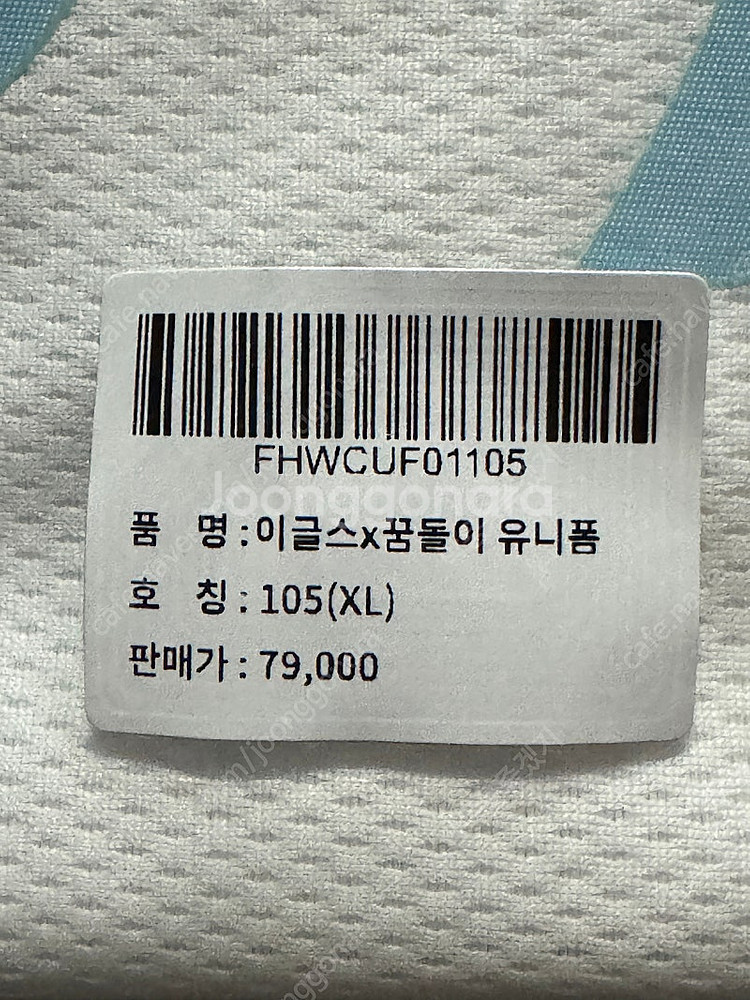 FHWCUF01105
joonggonara
품 명 : 이글스x꿈돌이 유니폼
호 칭 : 105(XL)
판매가 : 79,000